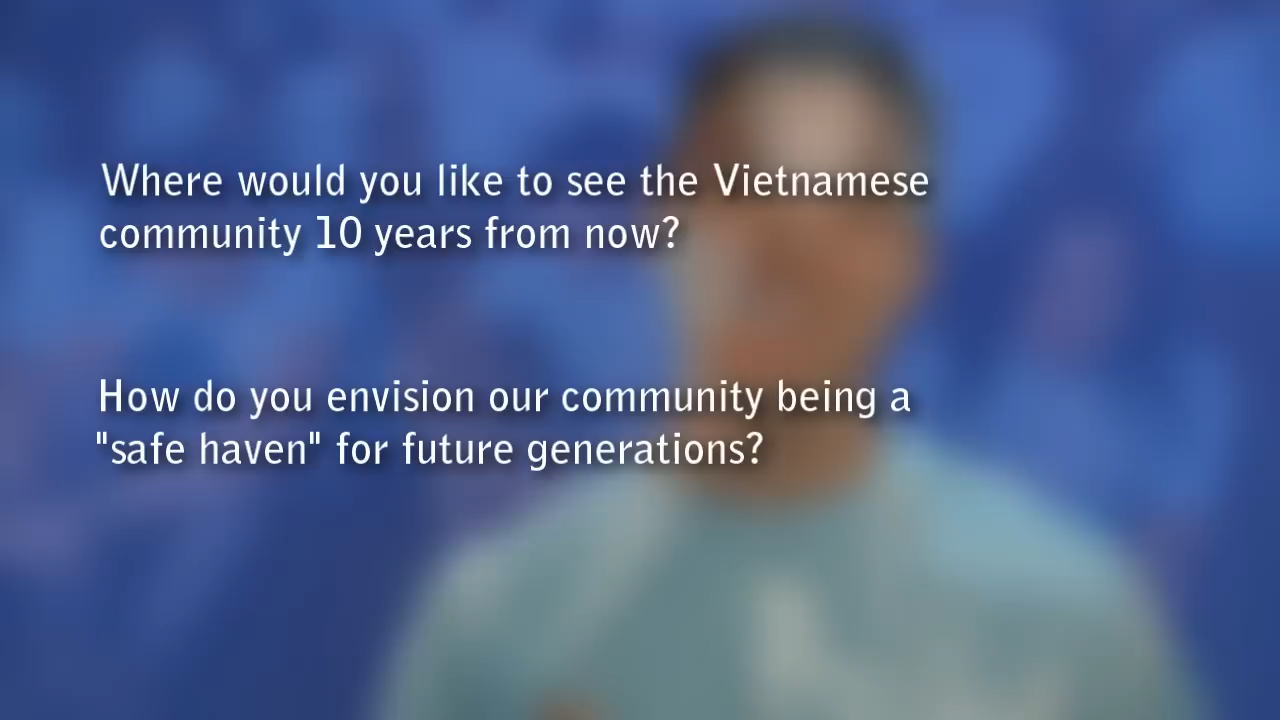 Where would you like to see the Vietnamese
community 10 years from now?
How do you envision our community being a
"safe haven" for future generations?